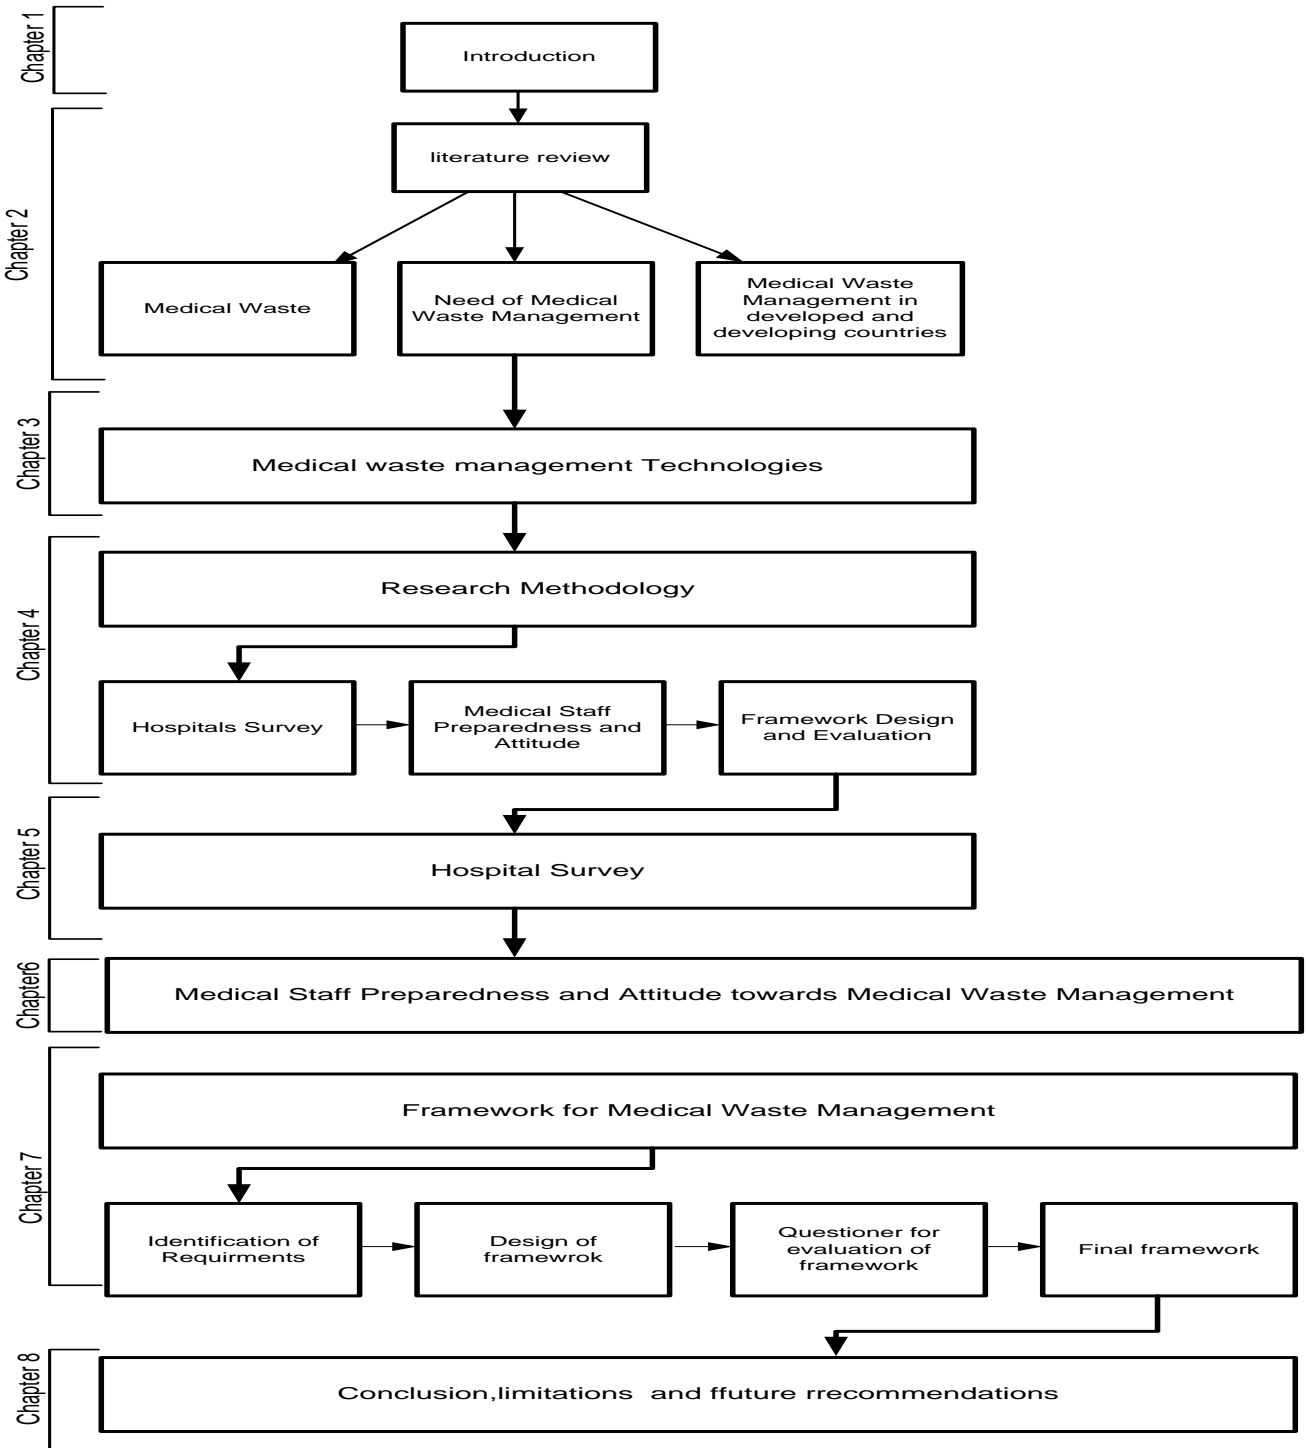 Chapter 1
Introduction
Chapter 2
literature review
Medical Waste
Need of Medical
Waste Management
Medical Waste
Management in
developed and
developing countries
Chapter 3
Medical waste management Technologies
Chapter 4
Research Methodology
Hospitals Survey
Medical Staff
Preparedness and
Attitude
Framework Design
and Evaluation
Chapter 5
Hospital Survey
Chapter6
Medical Staff Preparedness and Attitude towards Medical Waste Management
Chapter 7
Framework for Medical Waste Management
Identification of
Requirments
Design of
framewrok
Questioner for
evaluation of
framework
Final framework
Chapter 8
Conclusion,limitations and ffuture rrecommendations